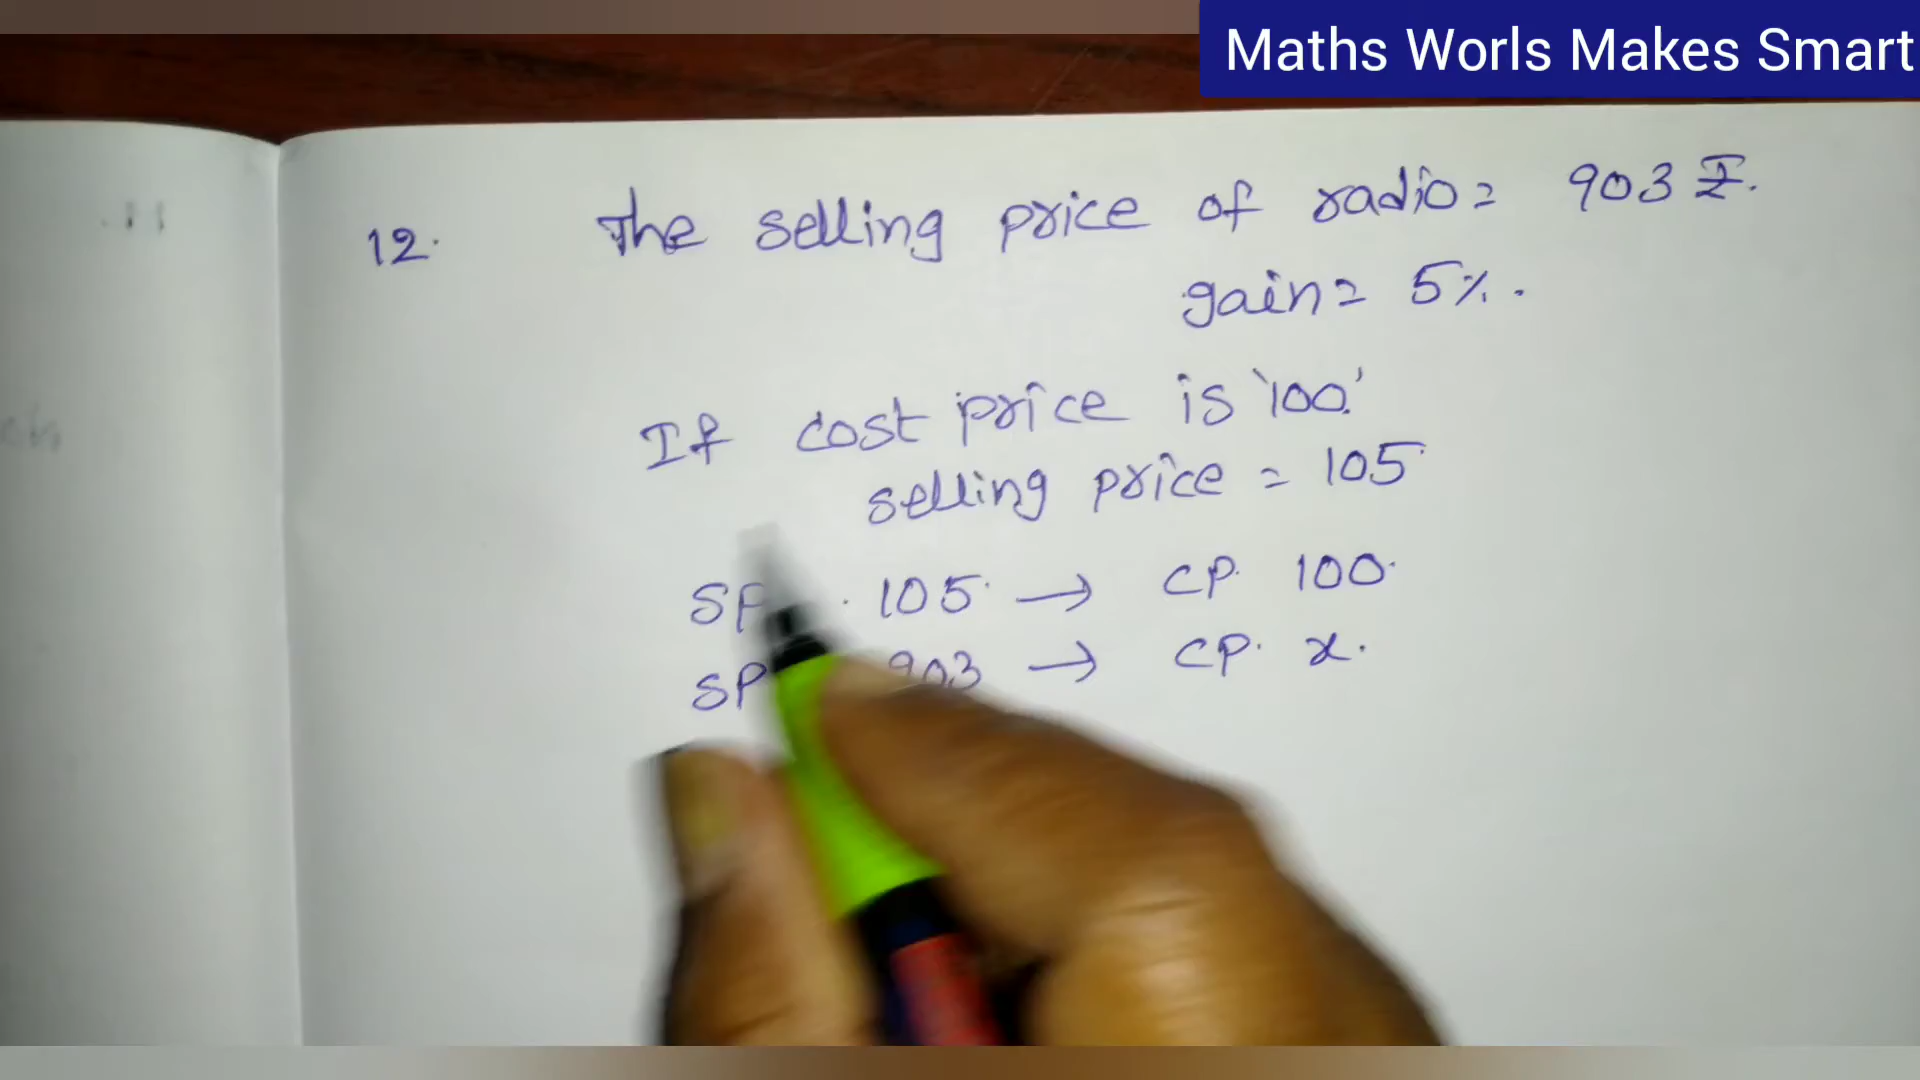 Maths Worls Makes Smart
12. The selling price of radio = 903 ₹.
gain = 5%.
If cost price is '100'
selling price = 105
SP 105 → CP. 100.
SP 903 → CP. x.